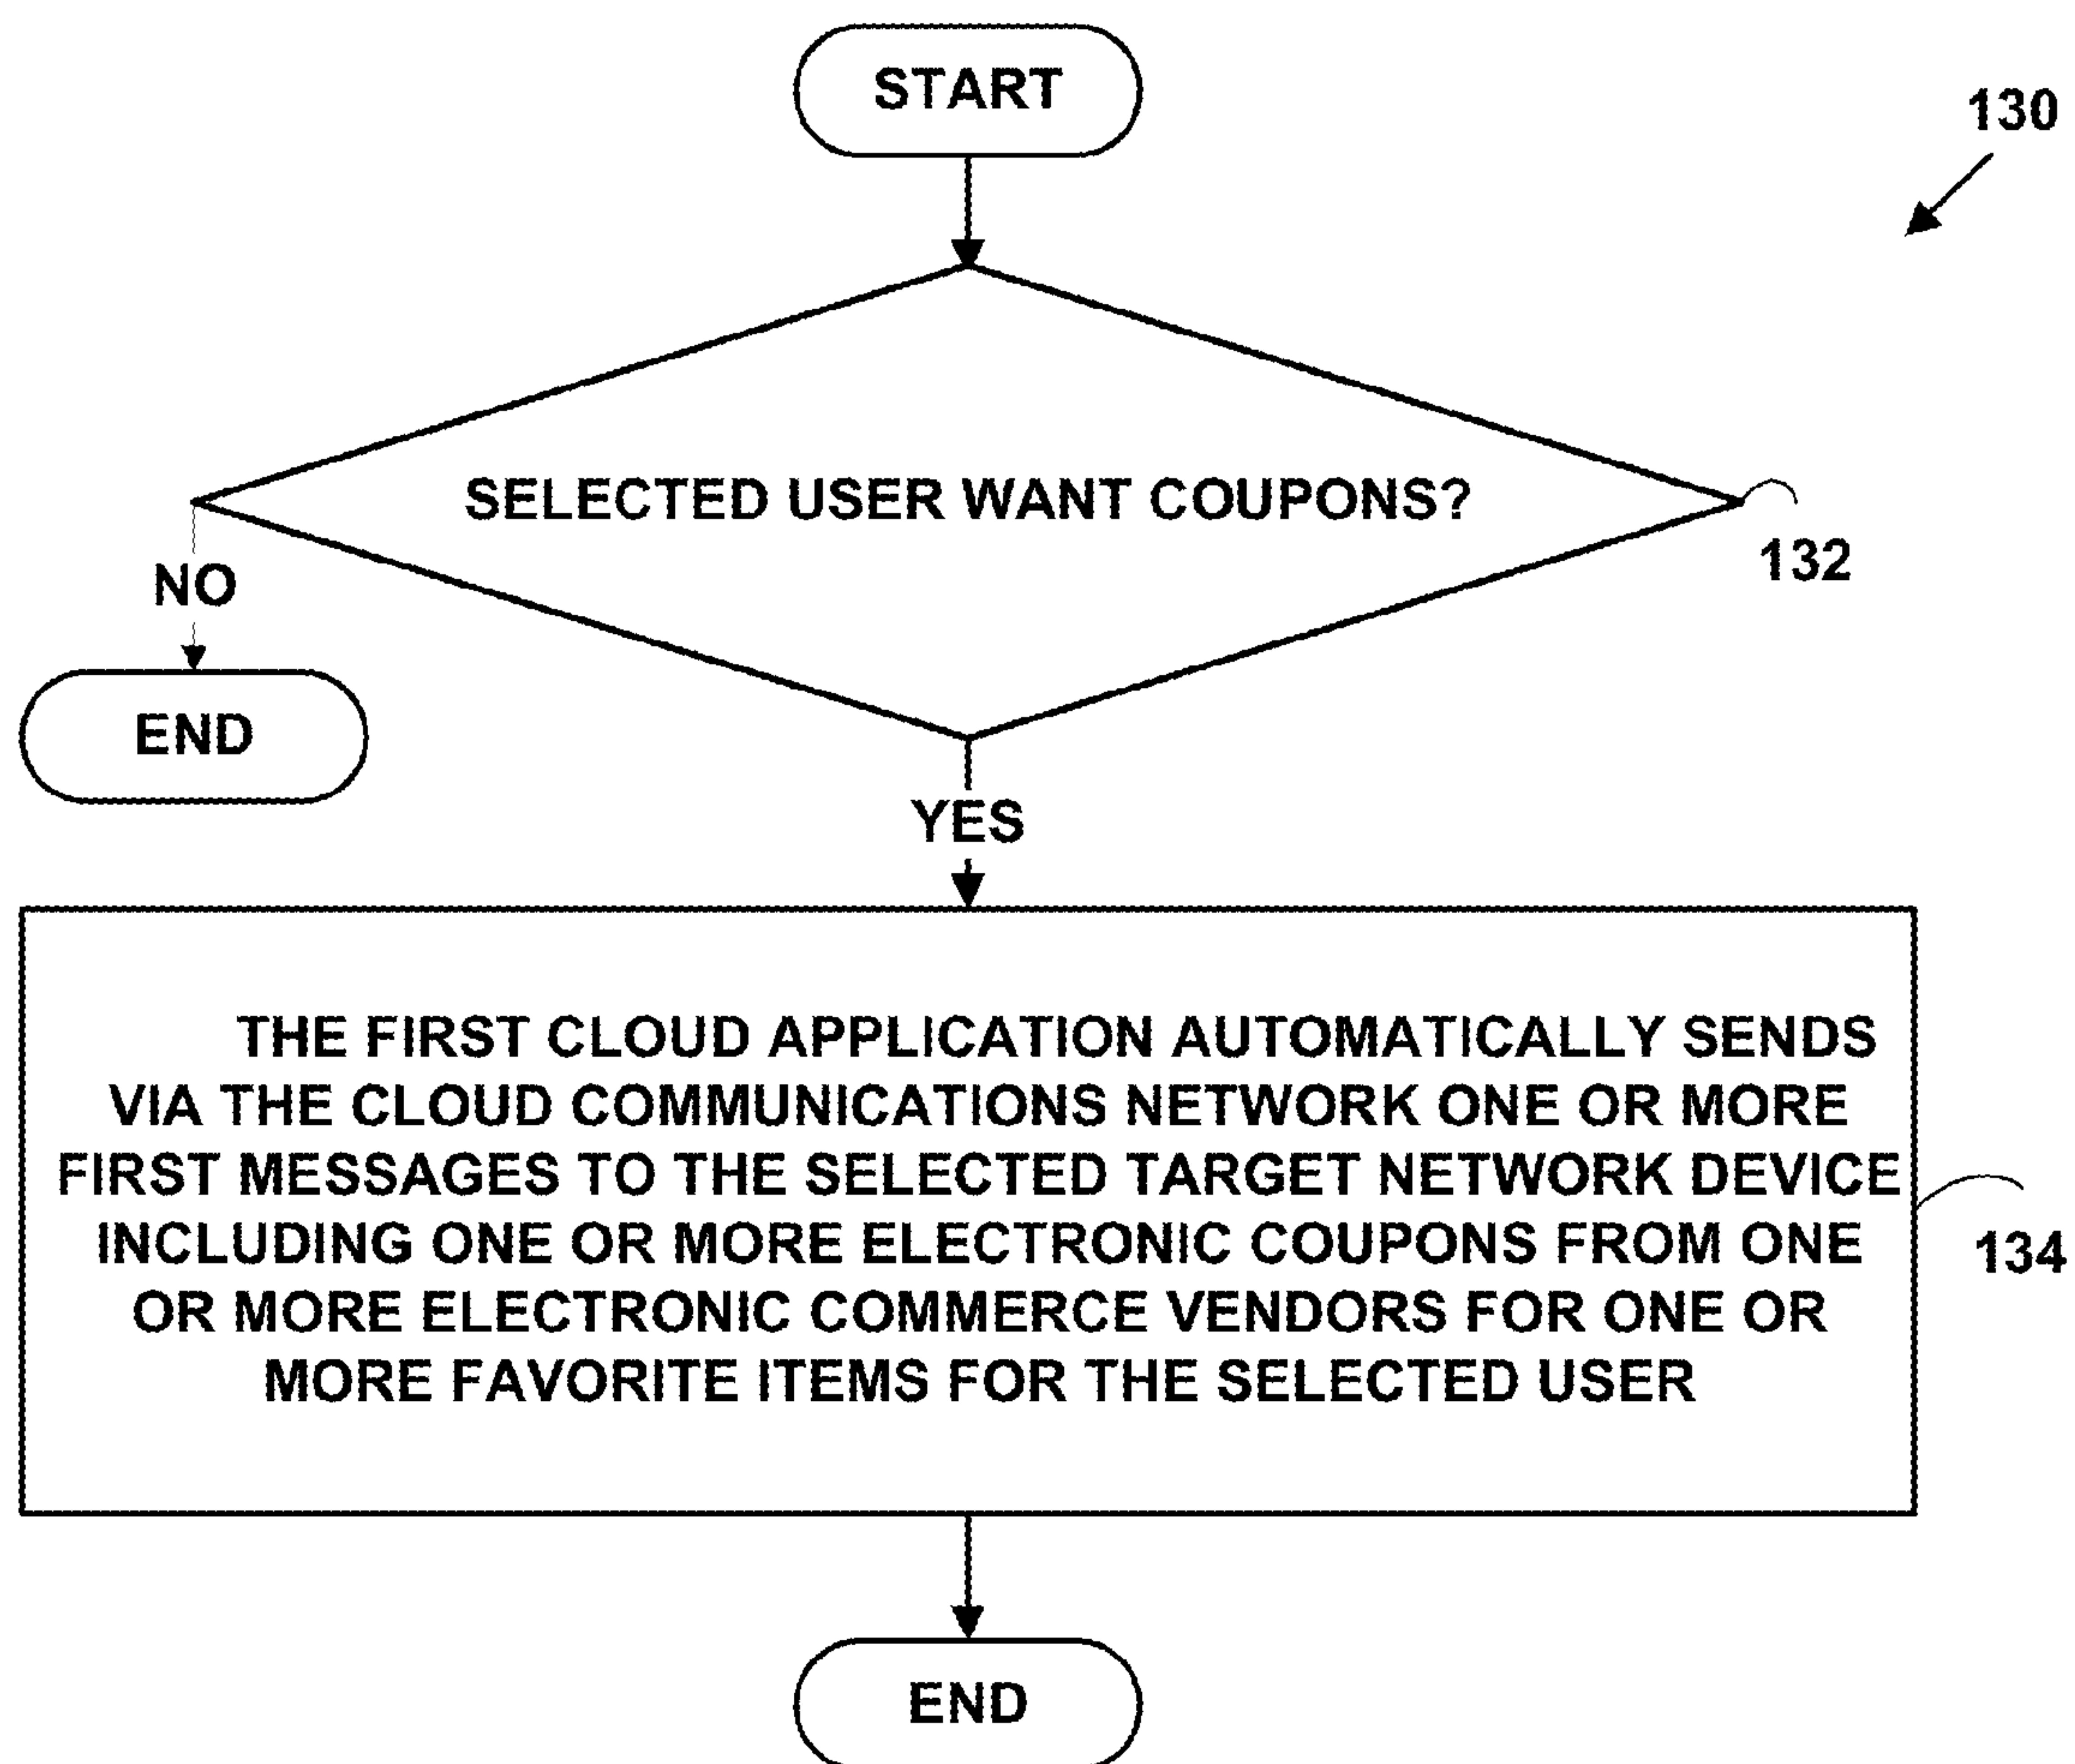 START
130
SELECTED USER WANT COUPONS?
132
NO
END
YES
THE FIRST CLOUD APPLICATION AUTOMATICALLY SENDS
VIA THE CLOUD COMMUNICATIONS NETWORK ONE OR MORE
FIRST MESSAGES TO THE SELECTED TARGET NETWORK DEVICE
INCLUDING ONE OR MORE ELECTRONIC COUPONS FROM ONE
OR MORE ELECTRONIC COMMERCE VENDORS FOR ONE OR
MORE FAVORITE ITEMS FOR THE SELECTED USER
134
END